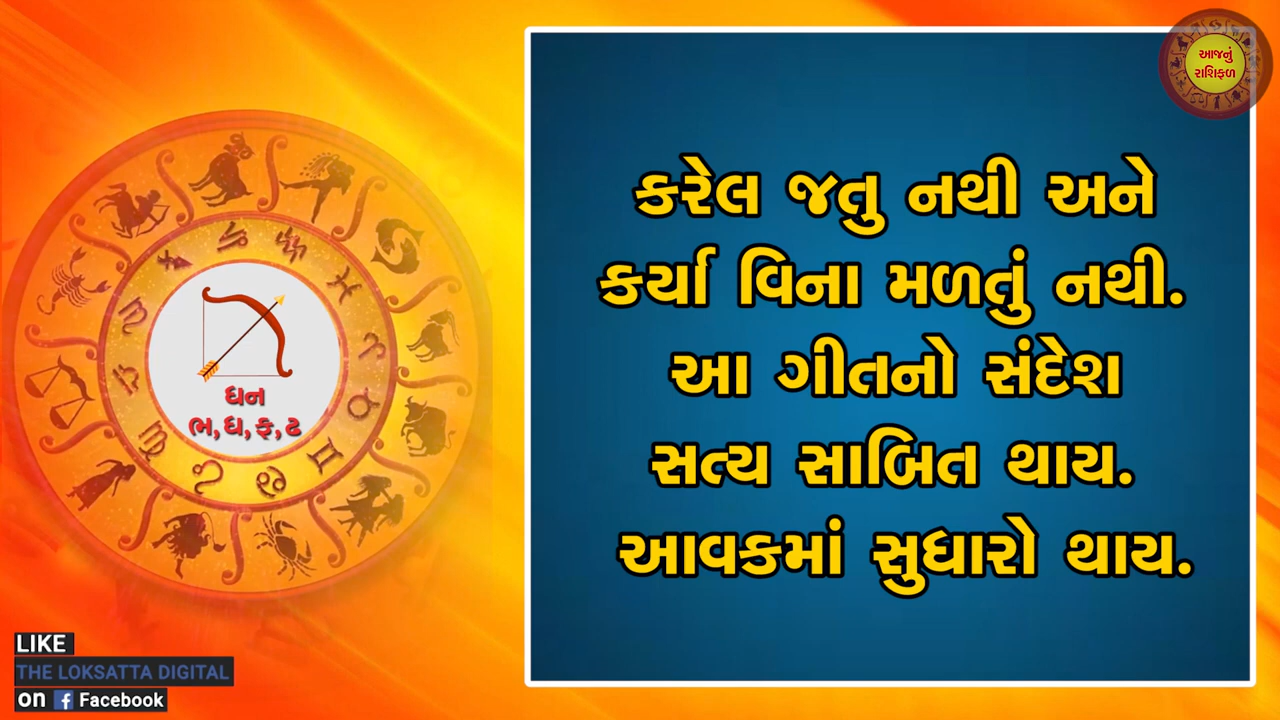 આજનું
રાશિફળ
કરેલ જતુ નથી અને
કર્યા વિના મળતું નથી.
આ ગીતનો સંદેશ
સત્ય સાબિત થાય.
આવકમાં સુધારો થાય.
ધન
ભ, ધ, ફ, ઢ
LIKE
THE LOKSATTA DIGITAL
on f Facebook